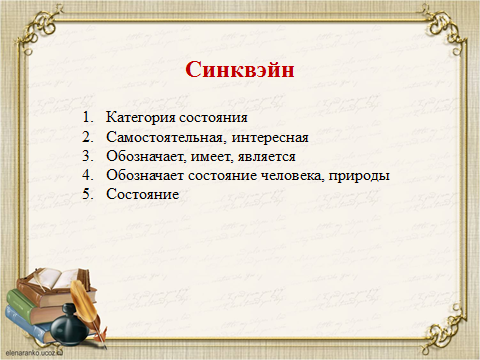 Синквэйн
1. Категория состояния
2. Самостоятельная, интересная
3. Обозначает, имеет, является
4. Обозначает состояние человека, природы
5. Состояние
elenaranko.ucoz.ru